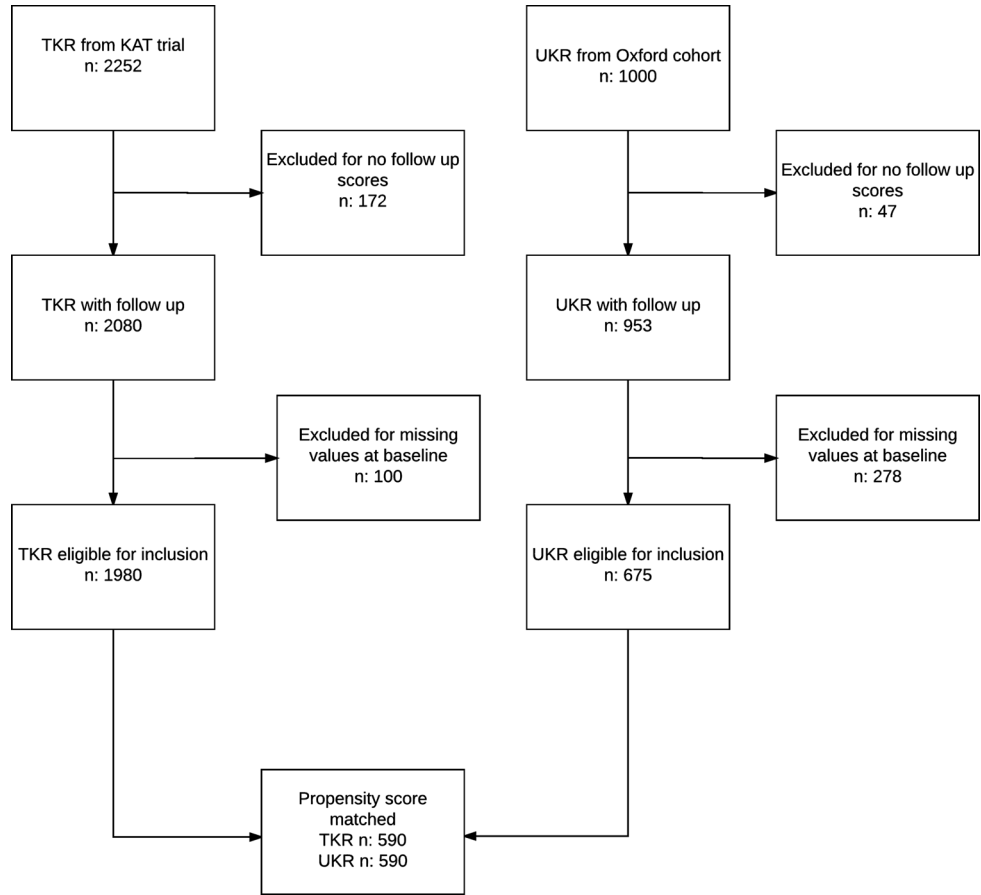 TKR from KAT trial
n: 2252
UKR from Oxford cohort
n: 1000
Excluded for no follow up
scores
n: 172
Excluded for no follow up
scores
n: 47
TKR with follow up
n: 2080
UKR with follow up
n: 953
Excluded for missing
values at baseline
n: 100
Excluded for missing
values at baseline
n: 278
TKR eligible for inclusion
n: 1980
UKR eligible for inclusion
n: 675
Propensity score
matched
TKR n: 590
UKR n: 590